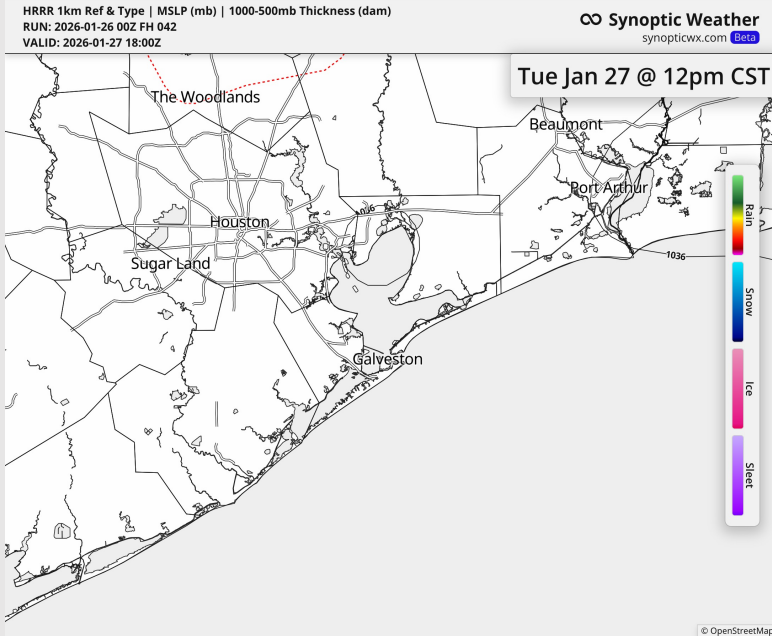 HRRR 1km Ref & Type | MSLP (mb) | 1000-500mb Thickness (dam)
RUN: 2026-01-26 00Z FH 042
VALID: 2026-01-27 18:00Z
Synoptic Weather
synopticwx.com Beta
Tue Jan 27 @ 12pm CST
The Woodlands
Beaumont
Port Arthur
1036
Houston
Sugar Land
1036
Galveston
Rain
Snow
Ice
Sleet
© OpenStreetMap